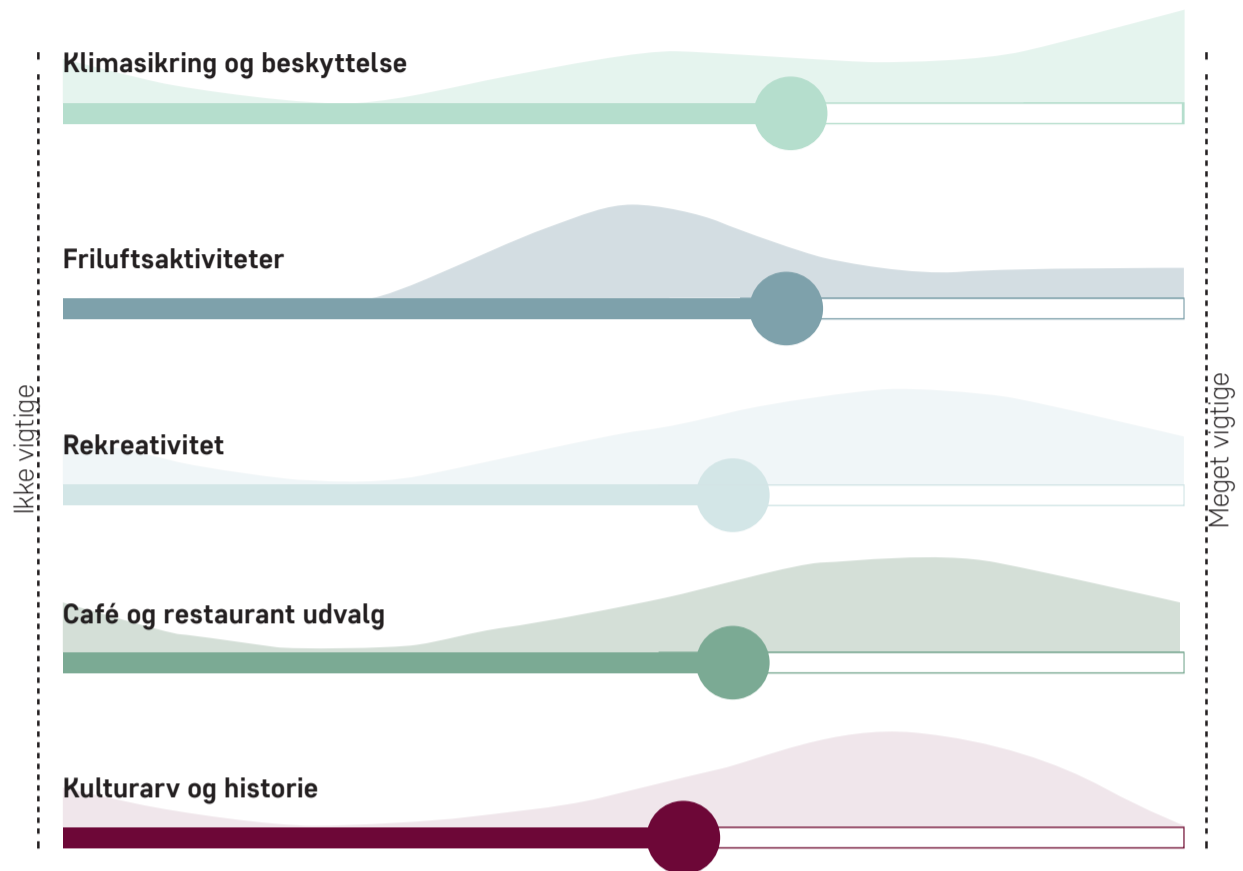 Klimasikring og beskyttelse
Friluftsaktiviteter
Ikke vigtige
Meget vigtige
Rekreativitet
Café og restaurant udvalg
Kulturarv og historie